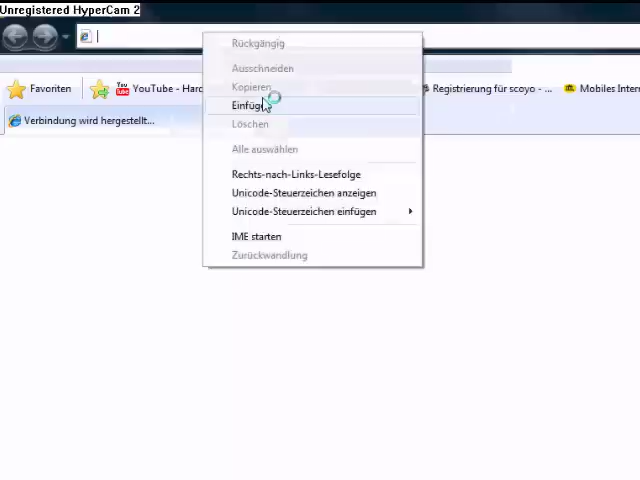 Unregistered HyperCam 2
Rückgängig
Ausschneiden
Kopieren
Einfüg
Löschen
Alle auswählen
Rechts-nach-Links-Lesefolge
Unicode-Steuerzeichen anzeigen
Unicode-Steuerzeichen einfügen
IME starten
Zurückwandlung
Favoriten
YouTube - Hard
Registrierung für scoyo - ...
Mobiles Inter
Verbindung wird hergestellt...